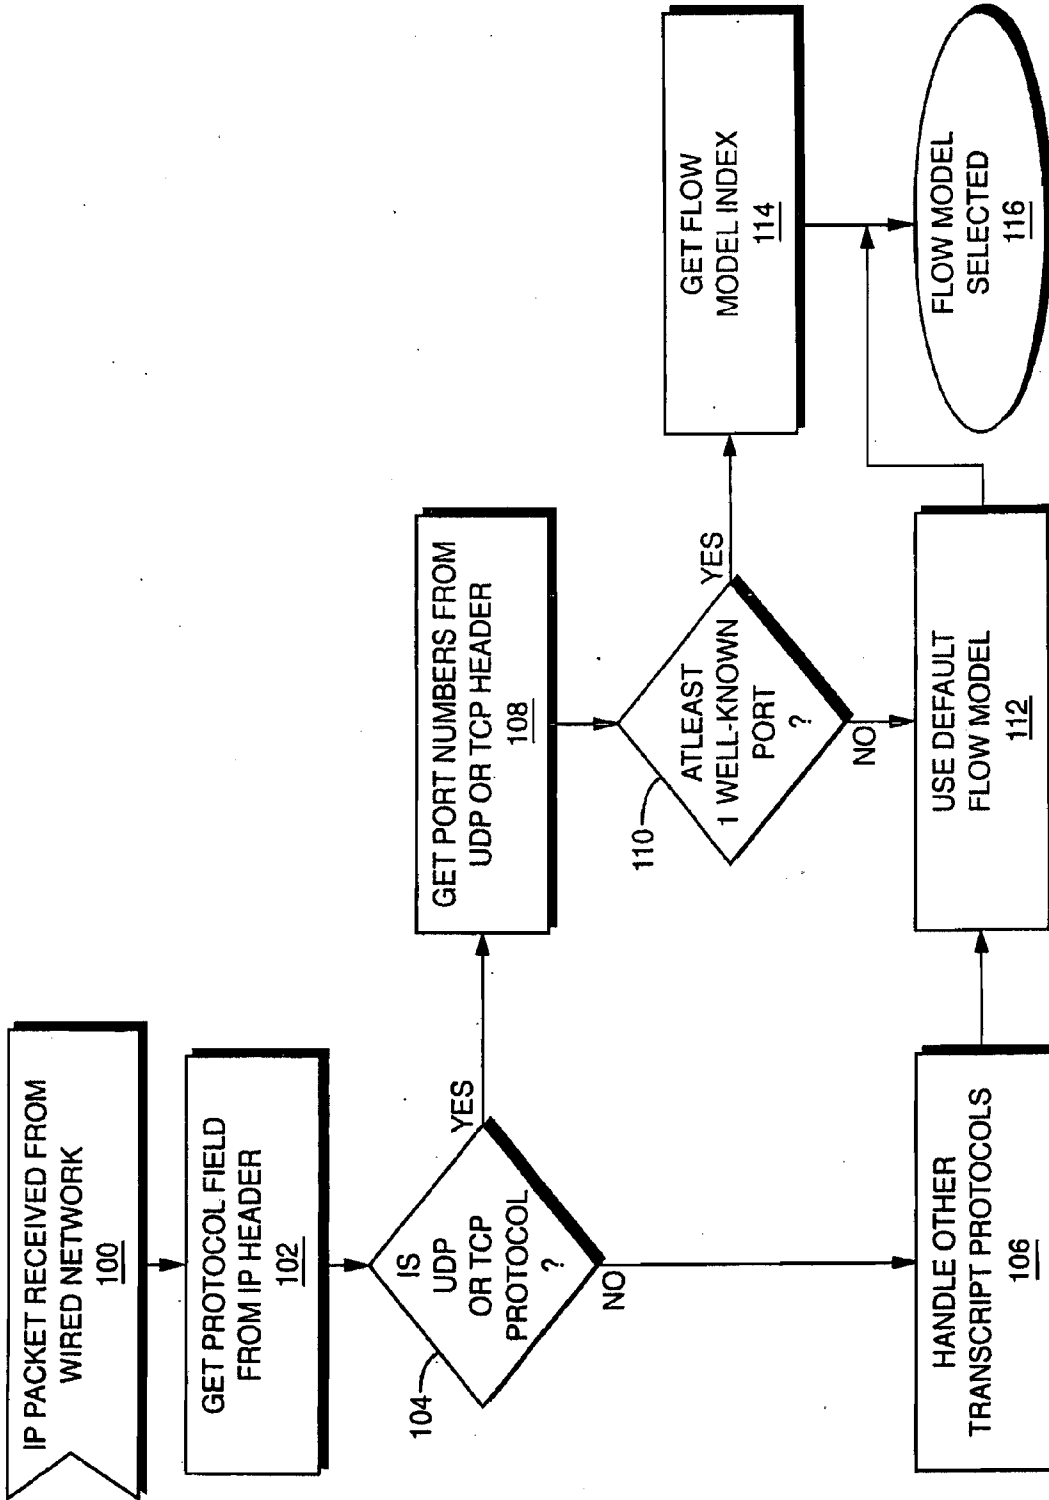 IP PACKET RECEIVED FROM
WIRED NETWORK
100
GET PROTOCOL FIELD
FROM IP HEADER
102
104
IS
UDP
OR TCP
PROTOCOL
?
YES
NO
HANDLE OTHER
TRANSCRIPT PROTOCOLS
106
GET PORT NUMBERS FROM
UDP OR TCP HEADER
108
110
ATLEAST
1 WELL-KNOWN
PORT
?
YES
NO
USE DEFAULT
FLOW MODEL
112
GET FLOW
MODEL INDEX
114
FLOW MODEL
SELECTED
116